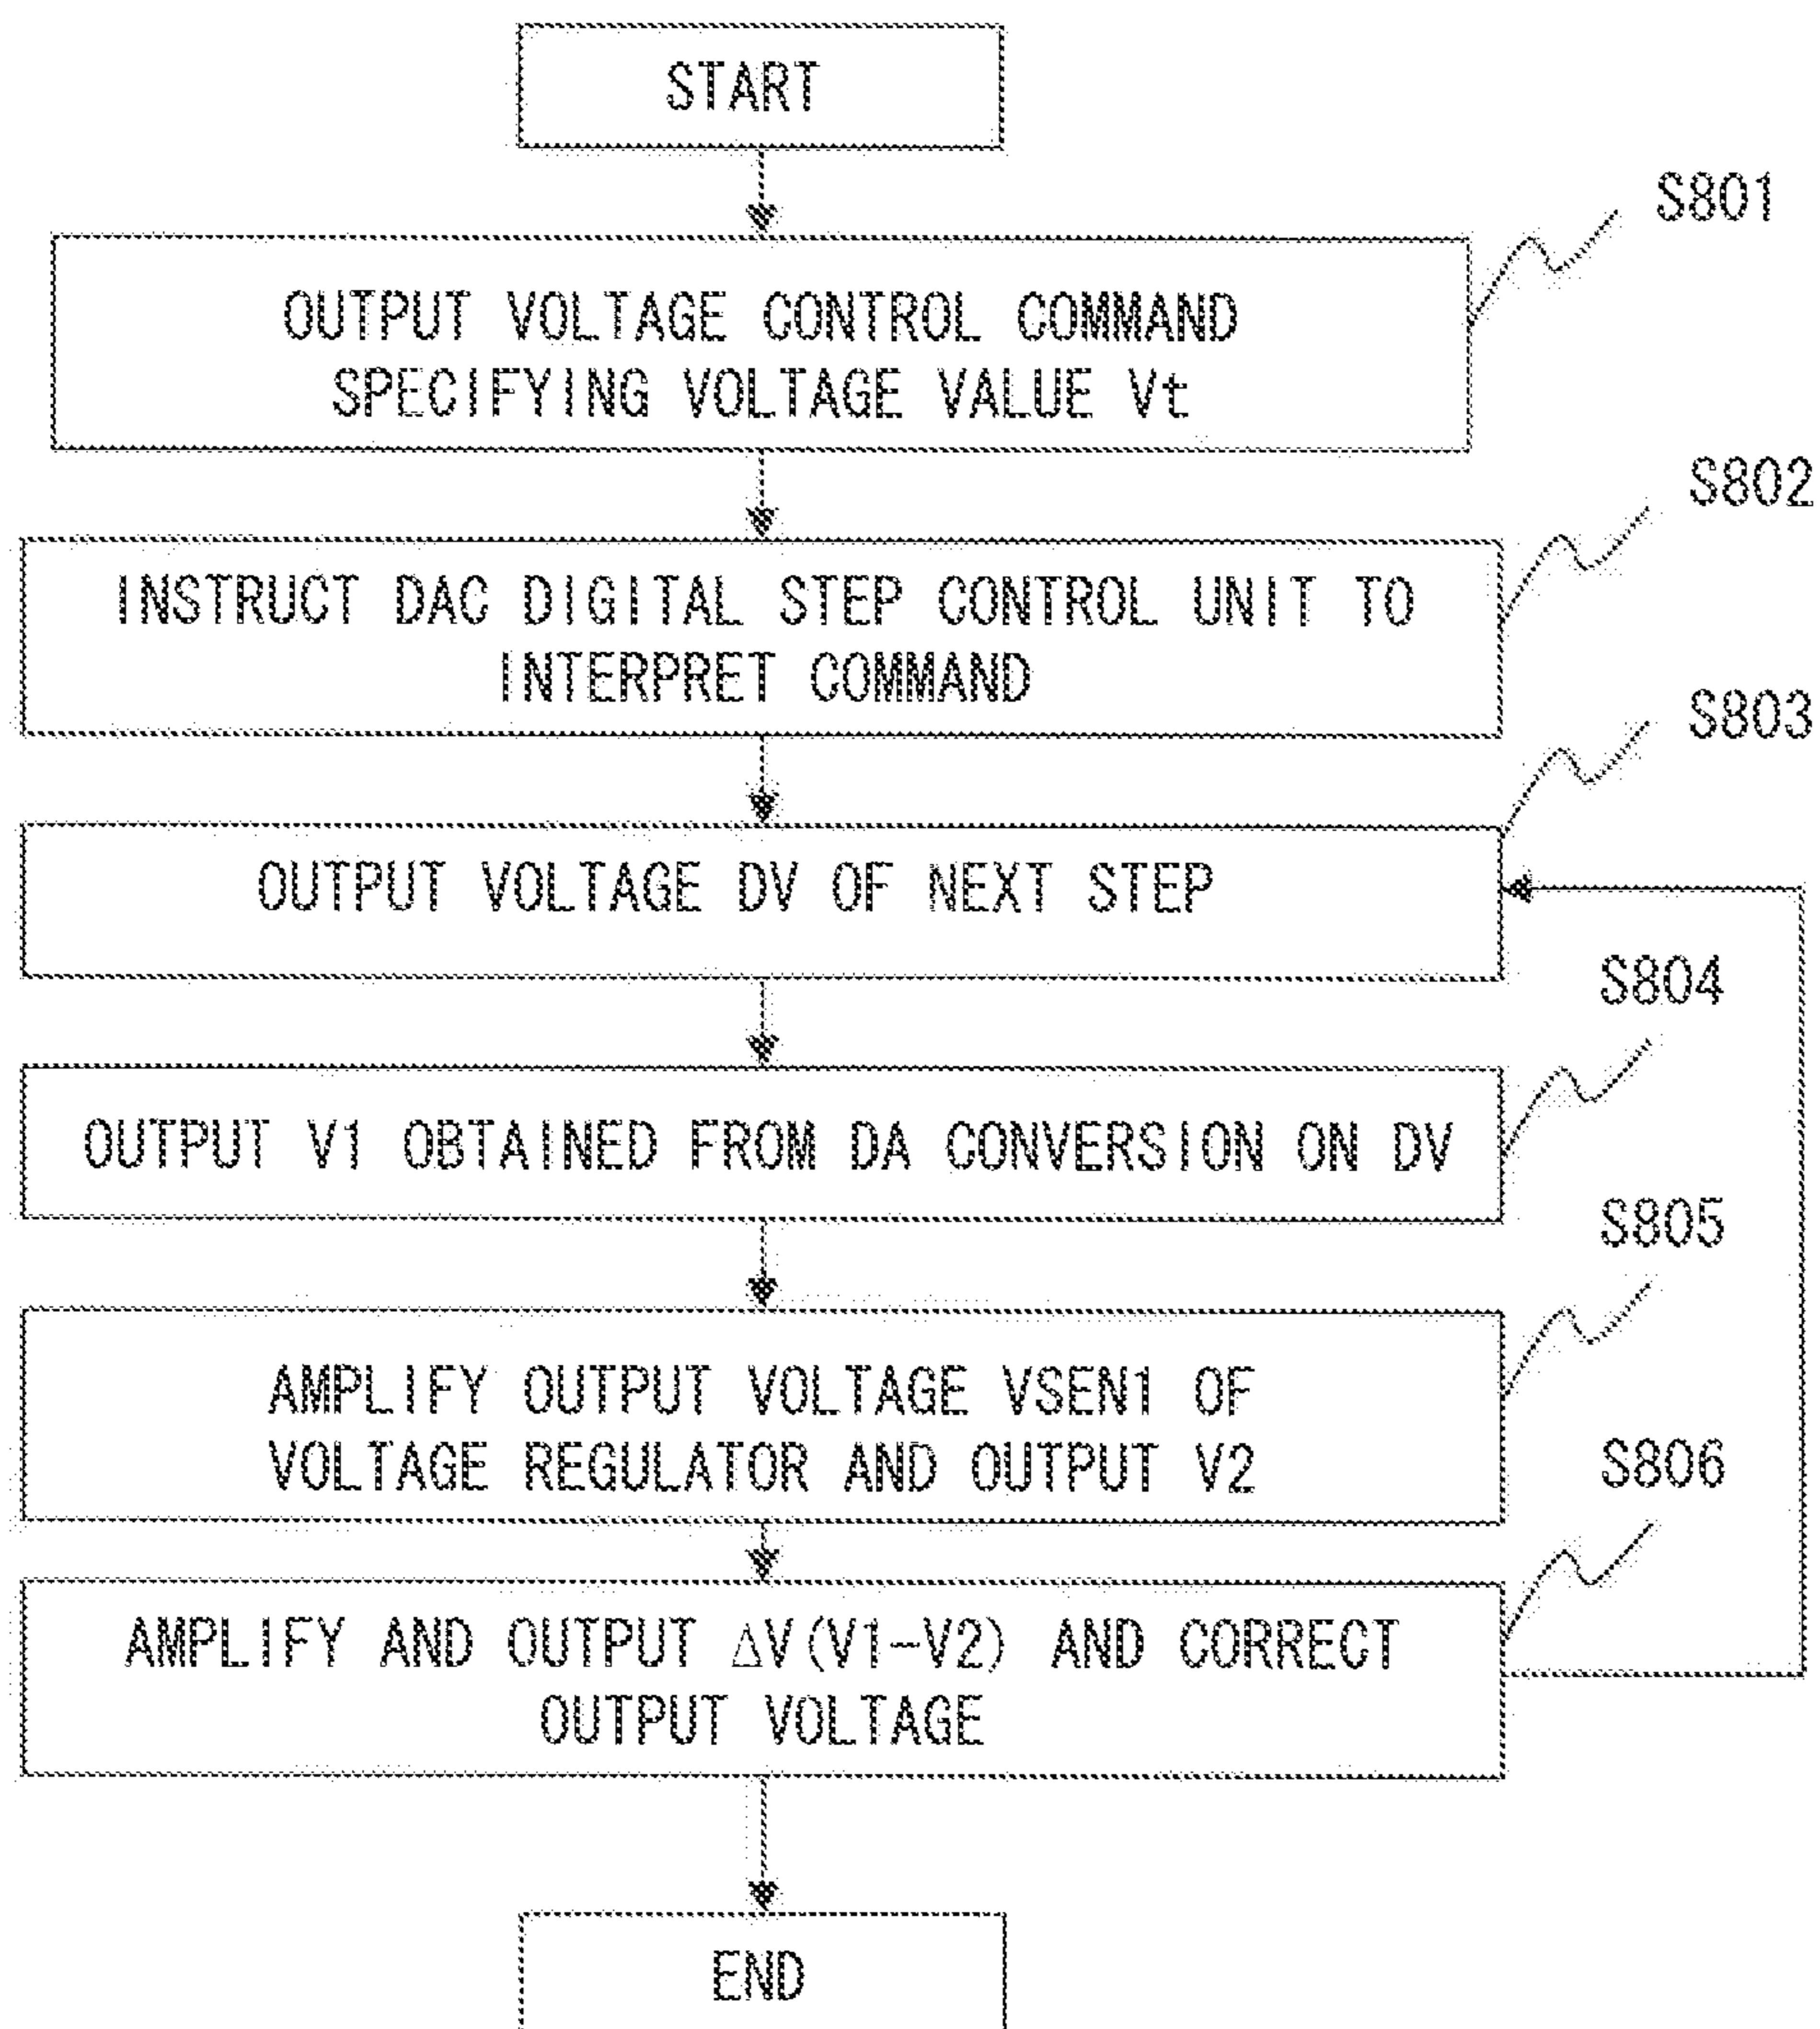 START
S801
OUTPUT VOLTAGE CONTROL COMMAND
SPECIFYING VOLTAGE VALUE Vt
S802
INSTRUCT DAC DIGITAL STEP CONTROL UNIT TO
INTERPRET COMMAND
S803
OUTPUT VOLTAGE DV OF NEXT STEP
S804
OUTPUT V1 OBTAINED FROM DA CONVERSION ON DV
S805
AMPLIFY OUTPUT VOLTAGE VSEN1 OF
VOLTAGE REGULATOR AND OUTPUT V2
S806
AMPLIFY AND OUTPUT ΔV(V1-V2) AND CORRECT
OUTPUT VOLTAGE
END